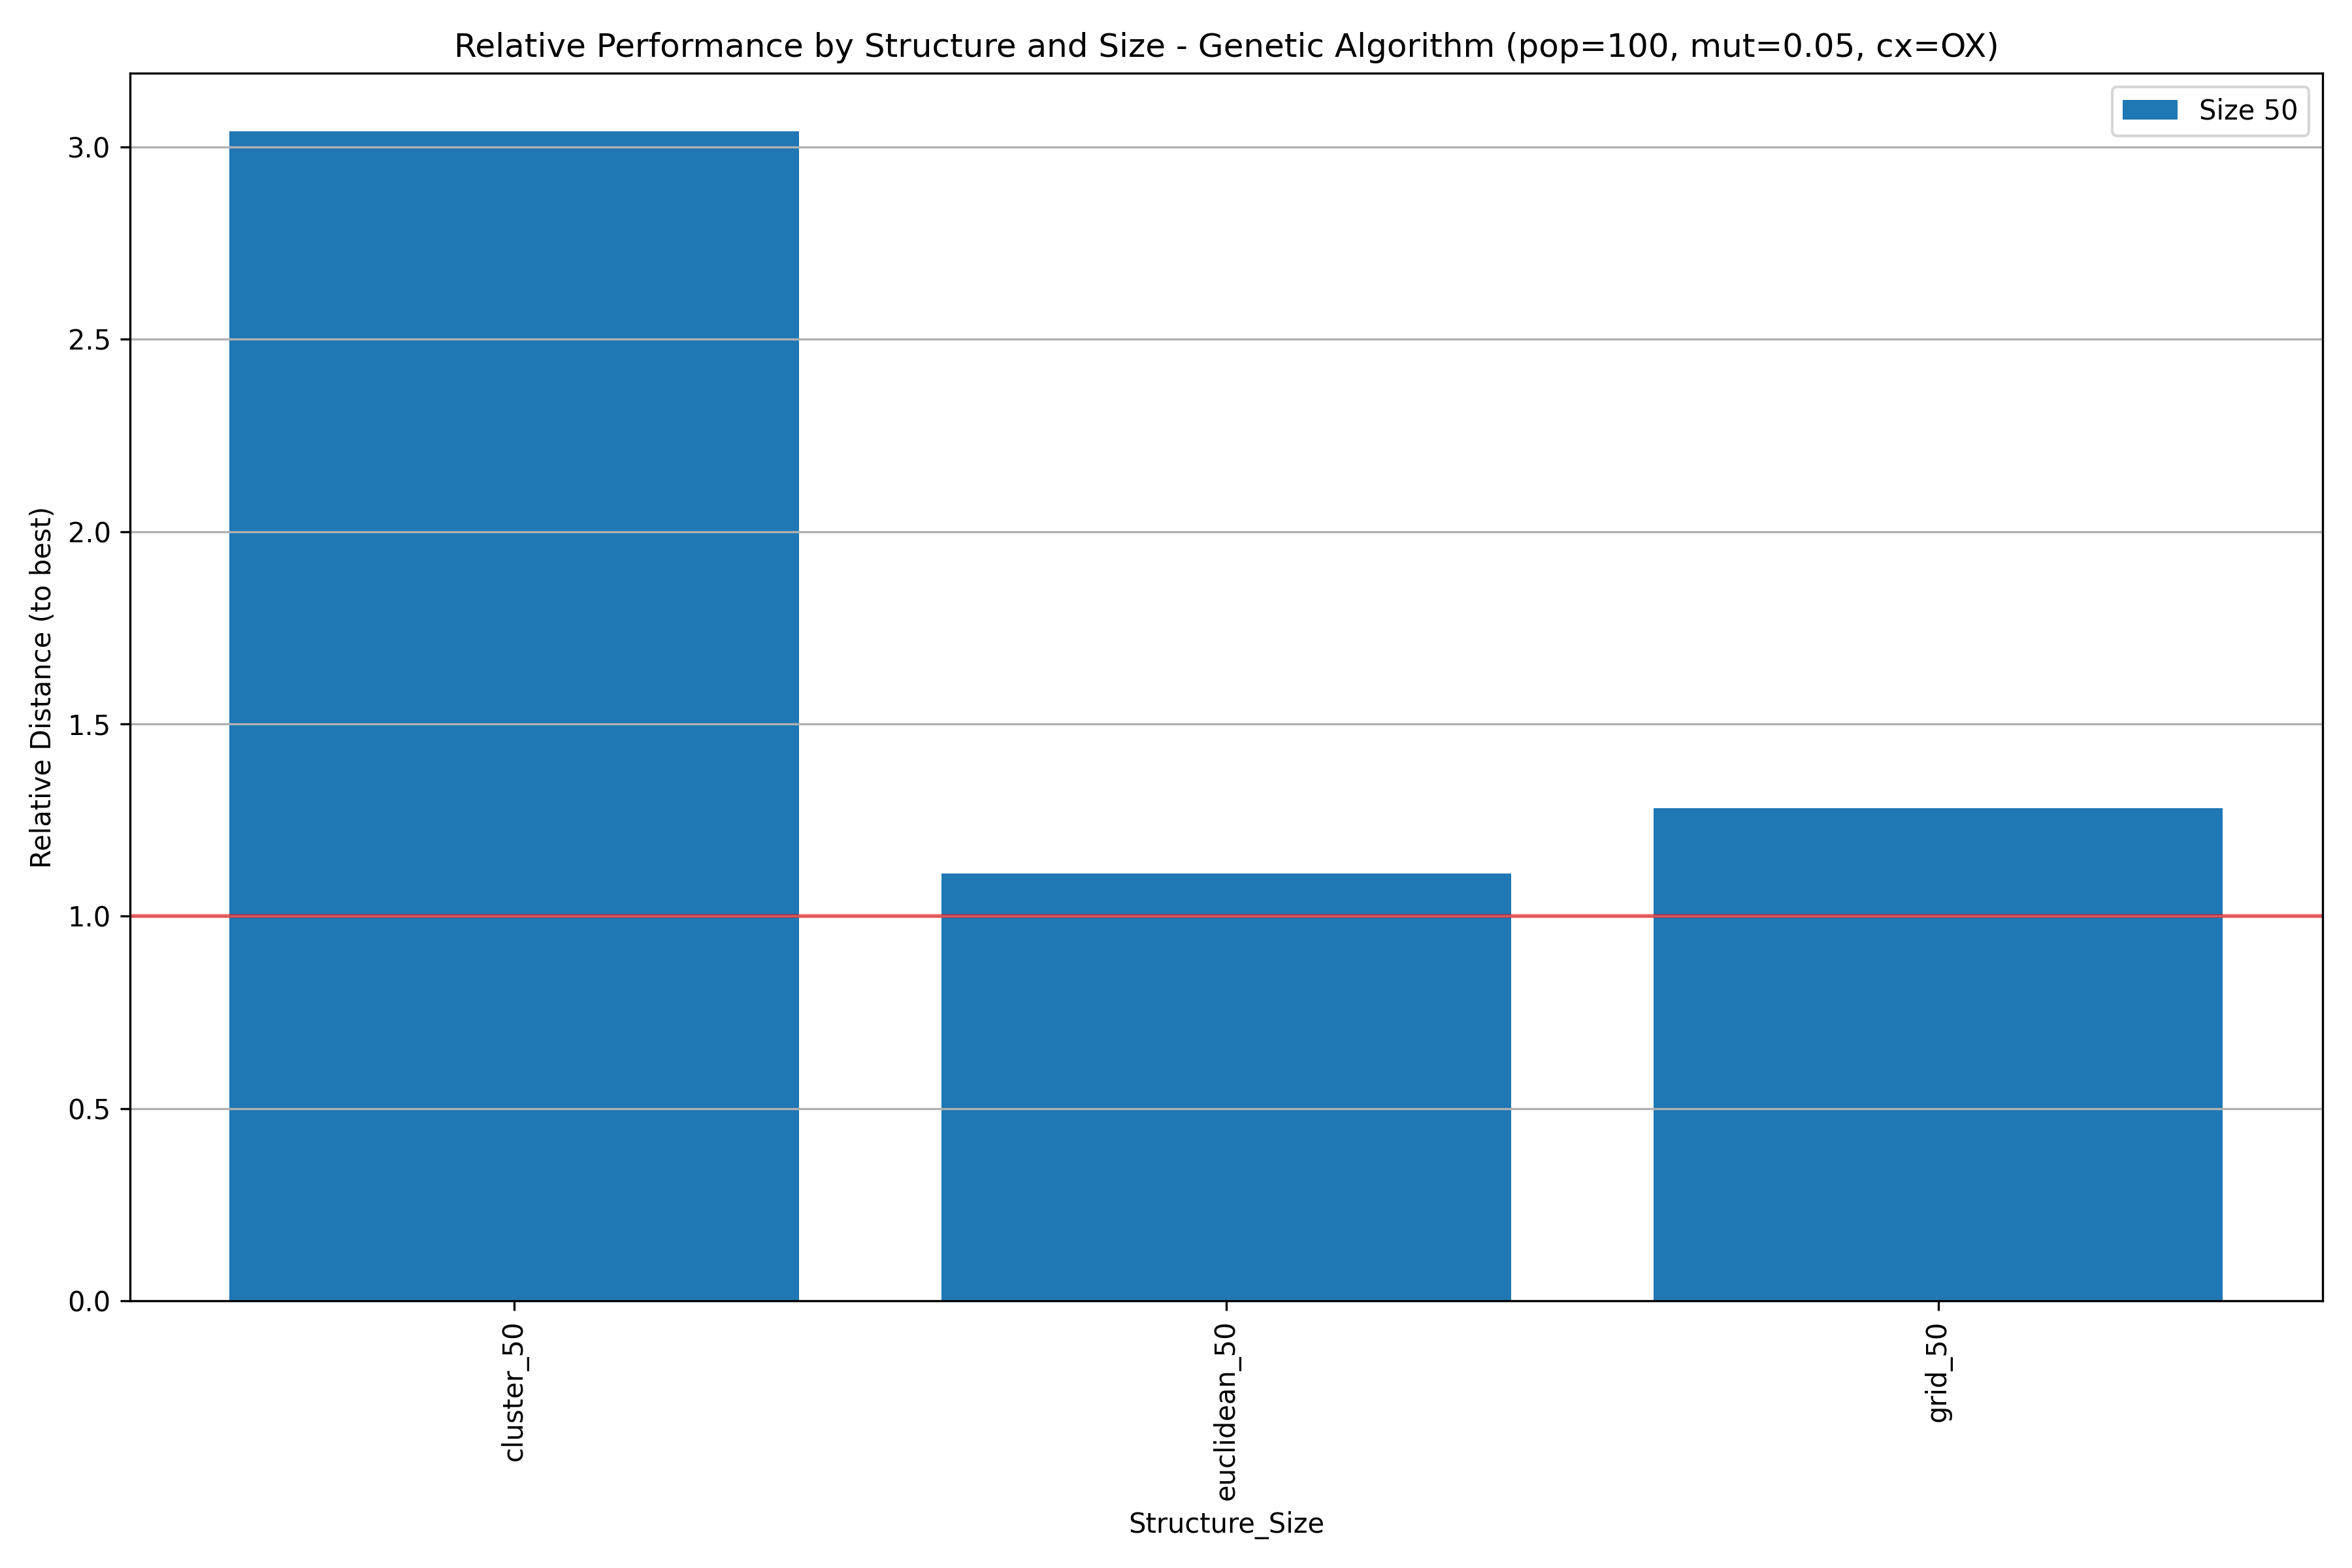 Relative Performance by Structure and Size - Genetic Algorithm (pop=100, mut=0.05, cx=OX)
Size 50
Relative Distance (to best)
3.0
2.5
2.0
1.5
1.0
0.5
0.0
cluster_50
euclidean_50
grid_50
Structure_Size